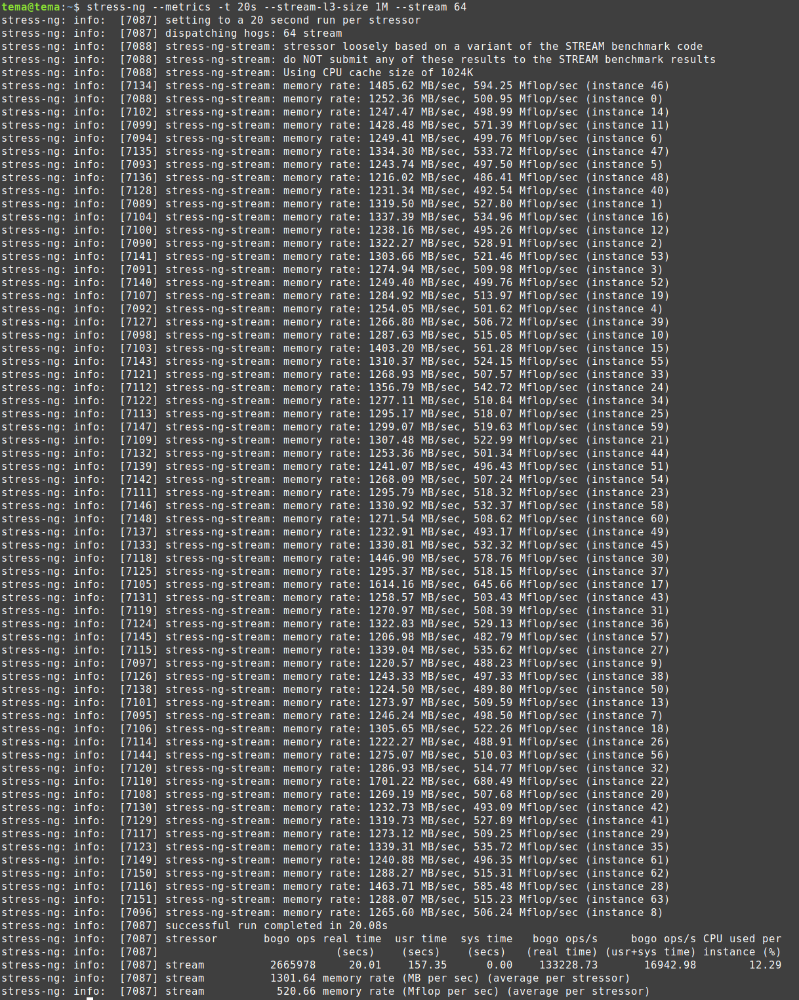 tema@tema:~$ stress-ng --metrics -t 20s --stream-l3-size 1M --stream 64
stress-ng: info:  [7087] setting to a 20 second run per stressor
stress-ng: info:  [7087] dispatching hogs: 64 stream
stress-ng: info:  [7088] stress-ng-stream: stressor loosely based on a variant of the STREAM benchmark code
stress-ng: info:  [7088] stress-ng-stream: do NOT submit any of these results to the STREAM benchmark results
stress-ng: info:  [7088] stress-ng-stream: Using CPU cache size of 1024K
stress-ng: info:  [7134] stress-ng-stream: memory rate: 1485.62 MB/sec, 594.25 Mflop/sec (instance 46)
stress-ng: info:  [7088] stress-ng-stream: memory rate: 1252.36 MB/sec, 500.95 Mflop/sec (instance 0)
stress-ng: info:  [7102] stress-ng-stream: memory rate: 1247.47 MB/sec, 498.99 Mflop/sec (instance 14)
stress-ng: info:  [7099] stress-ng-stream: memory rate: 1428.48 MB/sec, 571.39 Mflop/sec (instance 11)
stress-ng: info:  [7094] stress-ng-stream: memory rate: 1249.41 MB/sec, 499.76 Mflop/sec (instance 6)
stress-ng: info:  [7135] stress-ng-stream: memory rate: 1334.30 MB/sec, 533.72 Mflop/sec (instance 47)
stress-ng: info:  [7093] stress-ng-stream: memory rate: 1243.74 MB/sec, 497.50 Mflop/sec (instance 5)
stress-ng: info:  [7136] stress-ng-stream: memory rate: 1216.02 MB/sec, 486.41 Mflop/sec (instance 48)
stress-ng: info:  [7128] stress-ng-stream: memory rate: 1231.34 MB/sec, 492.54 Mflop/sec (instance 40)
stress-ng: info:  [7089] stress-ng-stream: memory rate: 1319.50 MB/sec, 527.80 Mflop/sec (instance 1)
stress-ng: info:  [7104] stress-ng-stream: memory rate: 1337.39 MB/sec, 534.96 Mflop/sec (instance 16)
stress-ng: info:  [7100] stress-ng-stream: memory rate: 1238.16 MB/sec, 495.26 Mflop/sec (instance 12)
stress-ng: info:  [7090] stress-ng-stream: memory rate: 1322.27 MB/sec, 528.91 Mflop/sec (instance 2)
stress-ng: info:  [7141] stress-ng-stream: memory rate: 1303.66 MB/sec, 521.46 Mflop/sec (instance 53)
stress-ng: info:  [7091] stress-ng-stream: memory rate: 1274.94 MB/sec, 509.98 Mflop/sec (instance 3)
stress-ng: info:  [7140] stress-ng-stream: memory rate: 1249.40 MB/sec, 499.76 Mflop/sec (instance 52)
stress-ng: info:  [7107] stress-ng-stream: memory rate: 1284.92 MB/sec, 513.97 Mflop/sec (instance 19)
stress-ng: info:  [7092] stress-ng-stream: memory rate: 1254.05 MB/sec, 501.62 Mflop/sec (instance 4)
stress-ng: info:  [7127] stress-ng-stream: memory rate: 1266.80 MB/sec, 506.72 Mflop/sec (instance 39)
stress-ng: info:  [7098] stress-ng-stream: memory rate: 1287.63 MB/sec, 515.05 Mflop/sec (instance 10)
stress-ng: info:  [7103] stress-ng-stream: memory rate: 1403.20 MB/sec, 561.28 Mflop/sec (instance 15)
stress-ng: info:  [7143] stress-ng-stream: memory rate: 1310.37 MB/sec, 524.15 Mflop/sec (instance 55)
stress-ng: info:  [7121] stress-ng-stream: memory rate: 1268.93 MB/sec, 507.57 Mflop/sec (instance 33)
stress-ng: info:  [7112] stress-ng-stream: memory rate: 1356.79 MB/sec, 542.72 Mflop/sec (instance 24)
stress-ng: info:  [7122] stress-ng-stream: memory rate: 1277.11 MB/sec, 510.84 Mflop/sec (instance 34)
stress-ng: info:  [7113] stress-ng-stream: memory rate: 1295.17 MB/sec, 518.07 Mflop/sec (instance 25)
stress-ng: info:  [7147] stress-ng-stream: memory rate: 1299.07 MB/sec, 519.63 Mflop/sec (instance 59)
stress-ng: info:  [7109] stress-ng-stream: memory rate: 1307.48 MB/sec, 522.99 Mflop/sec (instance 21)
stress-ng: info:  [7132] stress-ng-stream: memory rate: 1253.36 MB/sec, 501.34 Mflop/sec (instance 44)
stress-ng: info:  [7139] stress-ng-stream: memory rate: 1241.07 MB/sec, 496.43 Mflop/sec (instance 51)
stress-ng: info:  [7142] stress-ng-stream: memory rate: 1268.09 MB/sec, 507.24 Mflop/sec (instance 54)
stress-ng: info:  [7111] stress-ng-stream: memory rate: 1295.79 MB/sec, 518.32 Mflop/sec (instance 23)
stress-ng: info:  [7146] stress-ng-stream: memory rate: 1330.92 MB/sec, 532.37 Mflop/sec (instance 58)
stress-ng: info:  [7148] stress-ng-stream: memory rate: 1271.54 MB/sec, 508.62 Mflop/sec (instance 60)
stress-ng: info:  [7137] stress-ng-stream: memory rate: 1232.91 MB/sec, 493.17 Mflop/sec (instance 49)
stress-ng: info:  [7133] stress-ng-stream: memory rate: 1330.81 MB/sec, 532.32 Mflop/sec (instance 45)
stress-ng: info:  [7118] stress-ng-stream: memory rate: 1446.90 MB/sec, 578.76 Mflop/sec (instance 30)
stress-ng: info:  [7125] stress-ng-stream: memory rate: 1295.37 MB/sec, 518.15 Mflop/sec (instance 37)
stress-ng: info:  [7105] stress-ng-stream: memory rate: 1614.16 MB/sec, 645.66 Mflop/sec (instance 17)
stress-ng: info:  [7131] stress-ng-stream: memory rate: 1258.57 MB/sec, 503.43 Mflop/sec (instance 43)
stress-ng: info:  [7119] stress-ng-stream: memory rate: 1270.97 MB/sec, 508.39 Mflop/sec (instance 31)
stress-ng: info:  [7124] stress-ng-stream: memory rate: 1322.83 MB/sec, 529.13 Mflop/sec (instance 36)
stress-ng: info:  [7145] stress-ng-stream: memory rate: 1206.98 MB/sec, 482.79 Mflop/sec (instance 57)
stress-ng: info:  [7115] stress-ng-stream: memory rate: 1339.04 MB/sec, 535.62 Mflop/sec (instance 27)
stress-ng: info:  [7097] stress-ng-stream: memory rate: 1220.57 MB/sec, 488.23 Mflop/sec (instance 9)
stress-ng: info:  [7126] stress-ng-stream: memory rate: 1243.33 MB/sec, 497.33 Mflop/sec (instance 38)
stress-ng: info:  [7138] stress-ng-stream: memory rate: 1224.50 MB/sec, 489.80 Mflop/sec (instance 50)
stress-ng: info:  [7101] stress-ng-stream: memory rate: 1273.97 MB/sec, 509.59 Mflop/sec (instance 13)
stress-ng: info:  [7095] stress-ng-stream: memory rate: 1246.24 MB/sec, 498.50 Mflop/sec (instance 7)
stress-ng: info:  [7106] stress-ng-stream: memory rate: 1305.65 MB/sec, 522.26 Mflop/sec (instance 18)
stress-ng: info:  [7114] stress-ng-stream: memory rate: 1222.27 MB/sec, 488.91 Mflop/sec (instance 26)
stress-ng: info:  [7144] stress-ng-stream: memory rate: 1275.07 MB/sec, 510.03 Mflop/sec (instance 56)
stress-ng: info:  [7120] stress-ng-stream: memory rate: 1286.93 MB/sec, 514.77 Mflop/sec (instance 32)
stress-ng: info:  [7110] stress-ng-stream: memory rate: 1701.22 MB/sec, 680.49 Mflop/sec (instance 22)
stress-ng: info:  [7108] stress-ng-stream: memory rate: 1269.19 MB/sec, 507.68 Mflop/sec (instance 20)
stress-ng: info:  [7130] stress-ng-stream: memory rate: 1232.73 MB/sec, 493.09 Mflop/sec (instance 42)
stress-ng: info:  [7129] stress-ng-stream: memory rate: 1319.73 MB/sec, 527.89 Mflop/sec (instance 41)
stress-ng: info:  [7117] stress-ng-stream: memory rate: 1273.12 MB/sec, 509.25 Mflop/sec (instance 29)
stress-ng: info:  [7123] stress-ng-stream: memory rate: 1339.31 MB/sec, 535.72 Mflop/sec (instance 35)
stress-ng: info:  [7149] stress-ng-stream: memory rate: 1240.88 MB/sec, 496.35 Mflop/sec (instance 61)
stress-ng: info:  [7150] stress-ng-stream: memory rate: 1288.27 MB/sec, 515.31 Mflop/sec (instance 62)
stress-ng: info:  [7116] stress-ng-stream: memory rate: 1463.71 MB/sec, 585.48 Mflop/sec (instance 28)
stress-ng: info:  [7151] stress-ng-stream: memory rate: 1288.07 MB/sec, 515.23 Mflop/sec (instance 63)
stress-ng: info:  [7096] stress-ng-stream: memory rate: 1265.60 MB/sec, 506.24 Mflop/sec (instance 8)
stress-ng: info:  [7087] successful run completed in 20.08s
stress-ng: info:  [7087] stressor       bogo ops real time  usr time  sys time   bogo ops/s     bogo ops/s CPU used per
stress-ng: info:  [7087]                           (secs)    (secs)    (secs)   (real time) (usr+sys time) instance (%)
stress-ng: info:  [7087] stream          2665978     20.01    157.35      0.00    133228.73       16942.98        12.29
stress-ng: info:  [7087] stream          1301.64 memory rate (MB per sec) (average per stressor)
stress-ng: info:  [7087] stream           520.66 memory rate (Mflop per sec) (average per stressor)